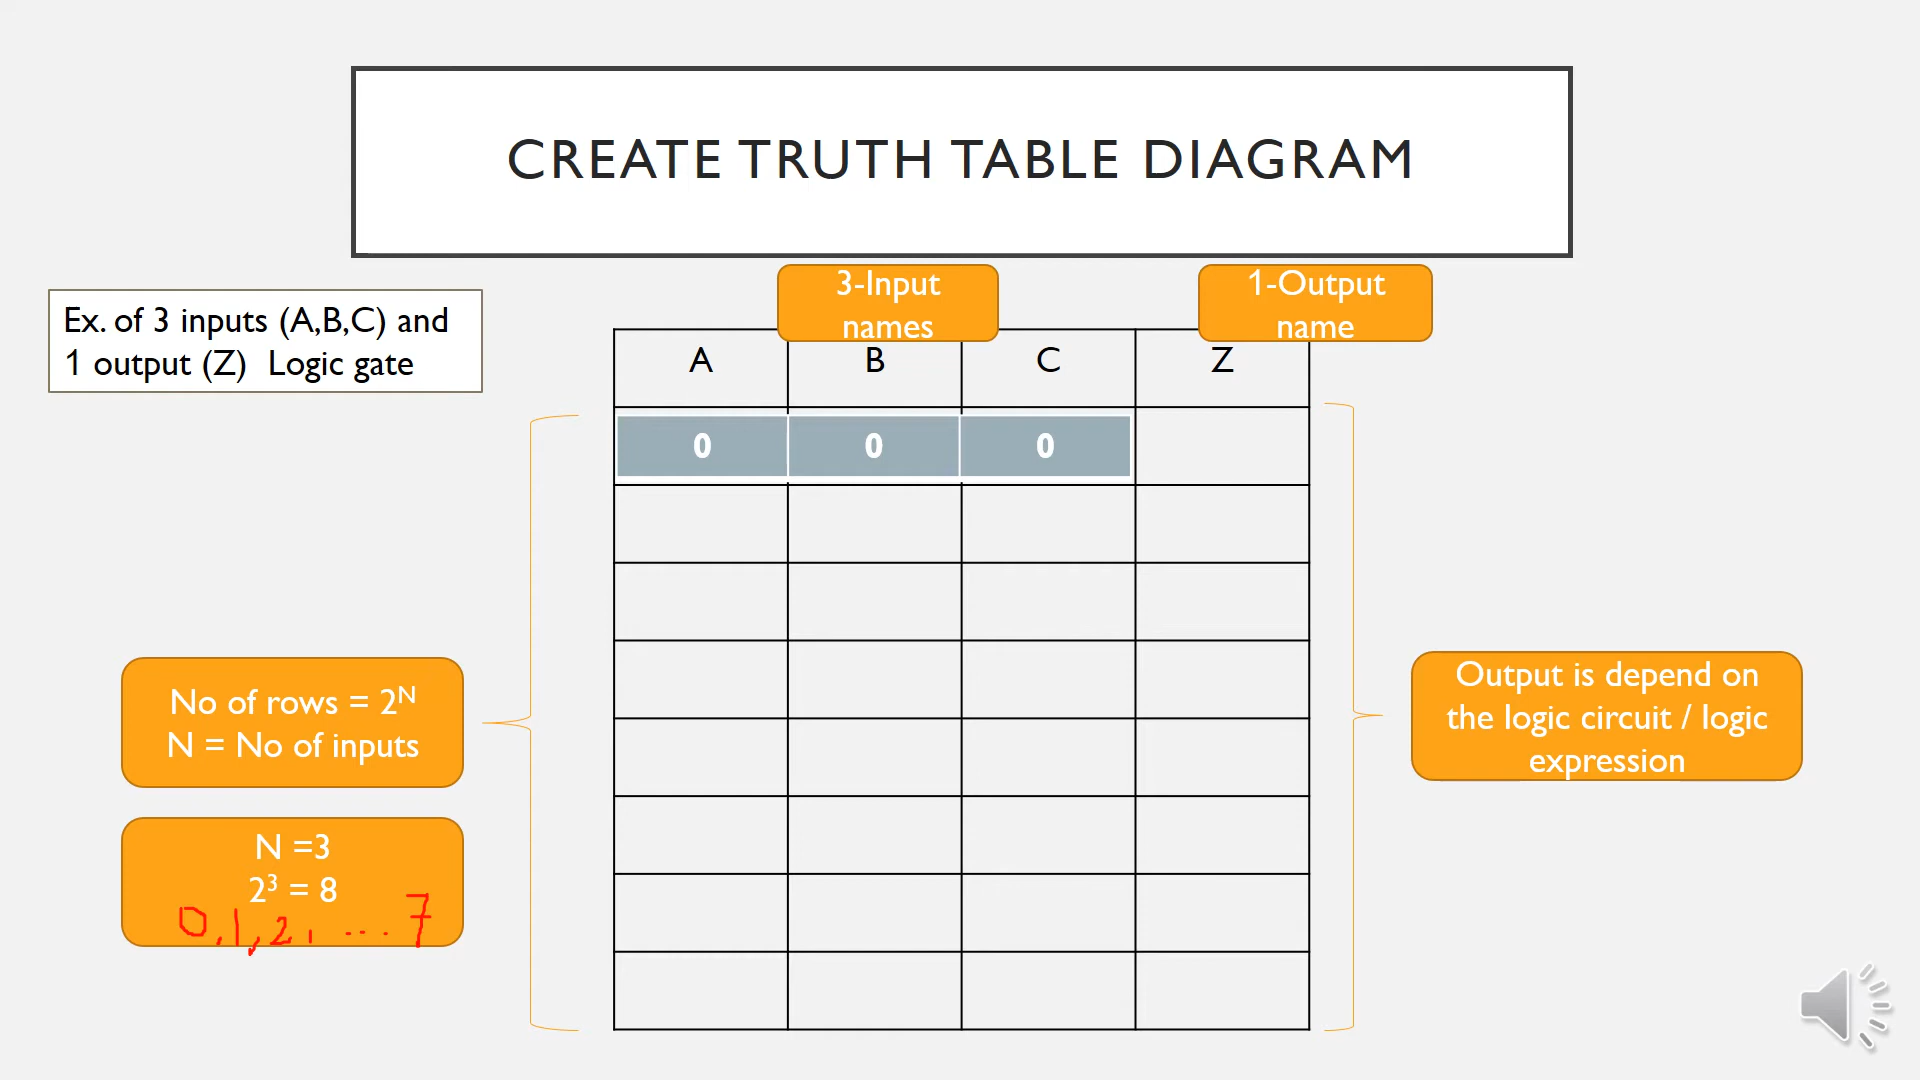 CREATE TRUTH TABLE DIAGRAM
Ex. of 3 inputs (A,B,C) and
1 output (Z) Logic gate
3-Input
names
1-Output
name
A B C Z
0 0 0
No of rows = 2ᴺ
N = No of inputs
N =3
2³ = 8
0,1,2, ... 7
Output is depend on
the logic circuit / logic
expression